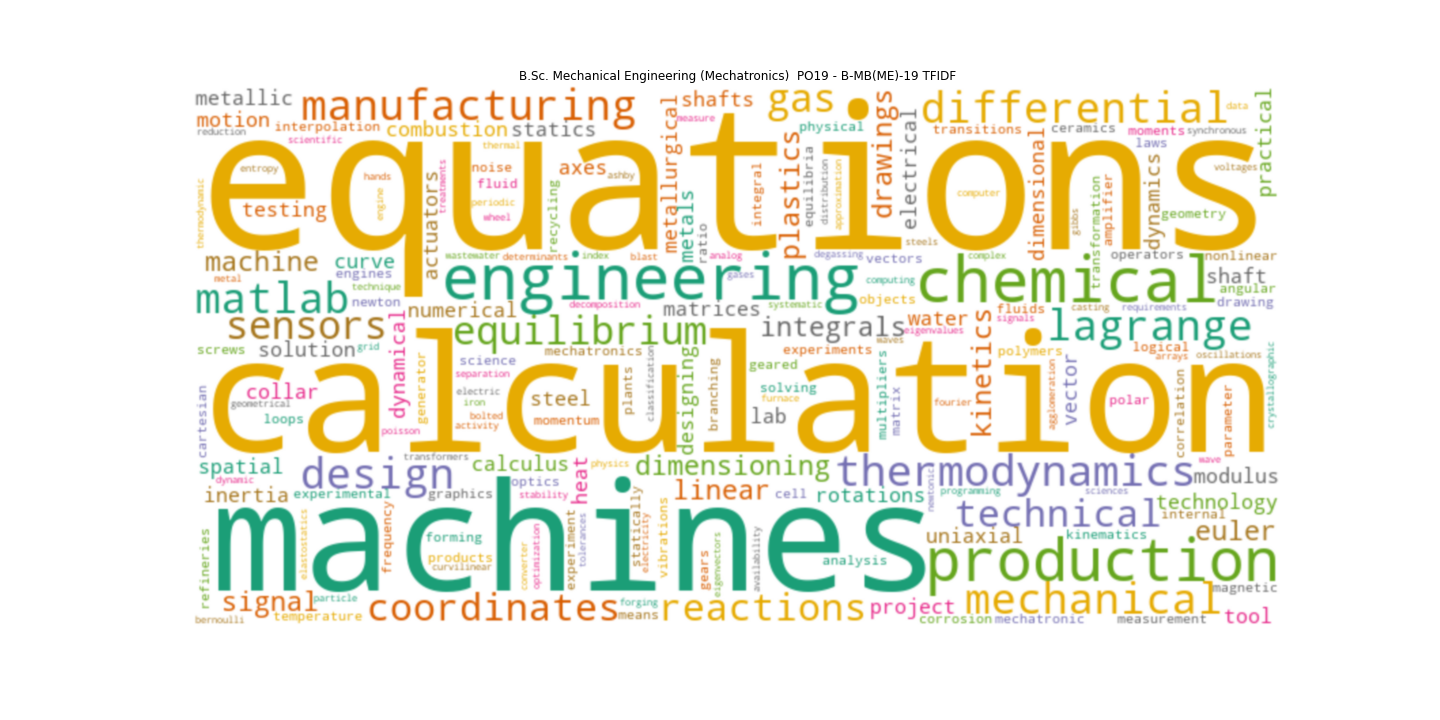 B.Sc. Mechanical Engineering (Mechatronics)  PO19 - B-MB(ME)-19 TFIDF
metallic manufacturing shafts gas differential data
motion interpolation combustion statics measure physical transitions ceramics moments synchronous
reduction scientific thermal laws practical
metallurgical drawings electrical
equations
entropy hands noise axes ashby integral plastics equilibria distribution approximation computer dimensional voltages
thermodynamic engine actuators treatments fluid periodic wheel recycling metals ratio gibbs transformation amplifier dynamics geometry
testing steels
machine curve wastewater determinants index blast analog degassing vectors complex operators nonlinear
metal engines technique engineering gases computing chemical shaft angular
matlab newton numerical decomposition matrices systematic objects casting requirements drawing
sensors dynamical equilibrium integrals water eigenvalues fluids signals lagrange
screws solution grid science mechatronics waves experiments kinetics polymers logical arrays oscillations
calculation
separation generator designing classification branching geared multipliers matrix agglomeration vector correlation parameter crystallographic
cartesian collar geometrical loops electric iron bolted activity steel momentum plants solving furnace lab fourier polar
poisson
spatial transformers calculus physics dimensioning thermodynamics wave modulus
dynamic design optics heat
inertia experimental graphics stability linear cell rotations newtonic programming sciences technology
machines
technical internal
refineries elastostatics frequency forming products curvilinear converter optimization experiment tolerances statically electricity vibrations gears eigenvectors availability analysis uniaxial kinematics euler
production
signal particle coordinates forging reactions project mechanical magnetic
bernoulli temperature means corrosion mechatronic measurement tool